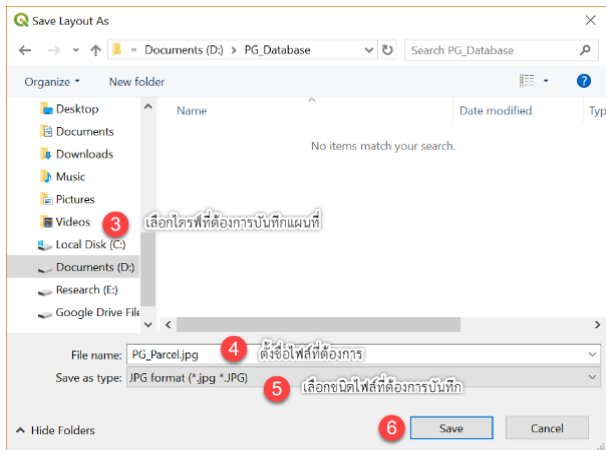 Save Layout As
« Documents (D:) > PG_Database
Search PG_Database
Organize
New folder
Name
Date modified
Typ
No items match your search.
Desktop
Documents
Downloads
Music
Pictures
Videos
3 เลือกไดรฟ์ที่ต้องการบันทึกแผนที่
Local Disk (C:)
Documents (D:)
Research (E:)
Google Drive File
File name: PG_Parcel.jpg 4 ตั้งชื่อไฟล์ที่ต้องการ
Save as type: JPG format (*.jpg *.JPG)
5 เลือกชนิดไฟล์ที่ต้องการบันทึก
Hide Folders
6 Save
Cancel